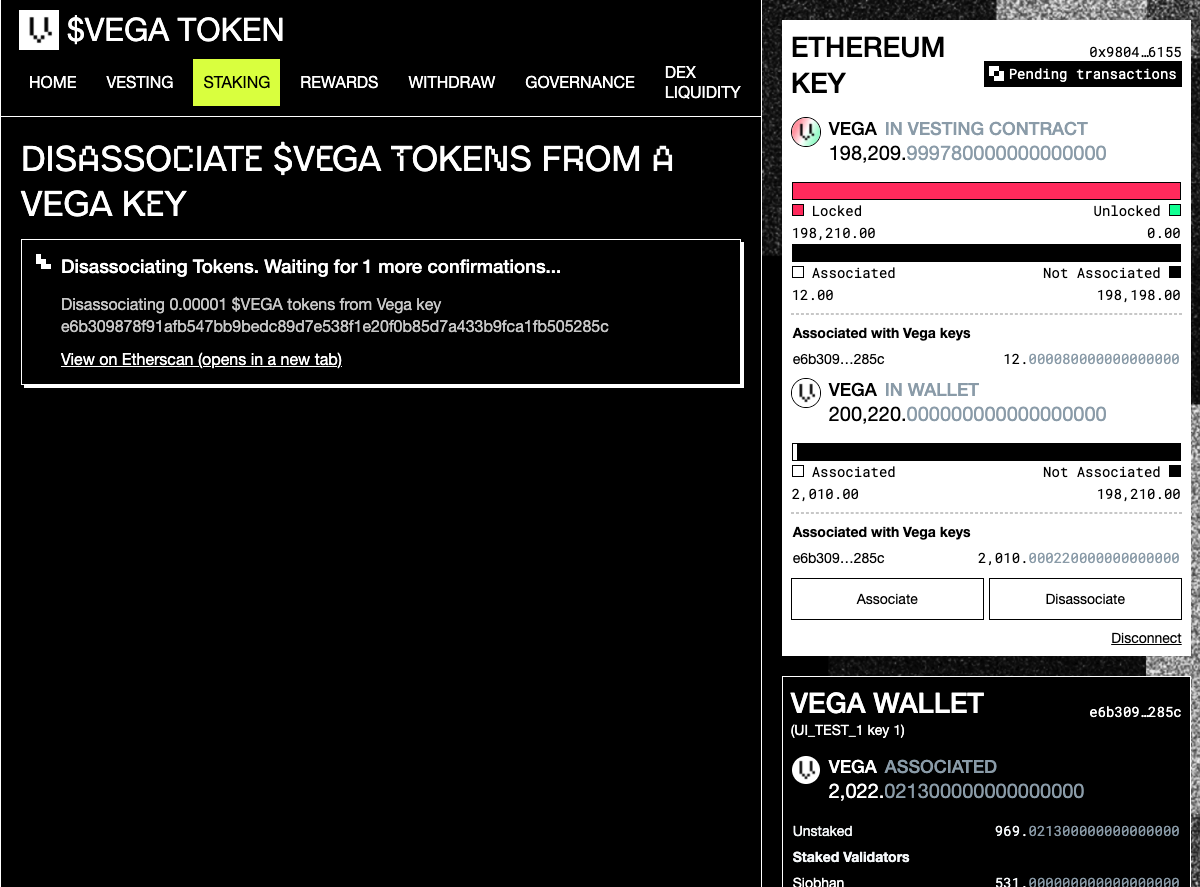 $VEGA TOKEN
HOME VESTING STAKING REWARDS WITHDRAW GOVERNANCE DEX LIQUIDITY
DISASSOCIATE $VEGA TOKENS FROM A
VEGA KEY
Disassociating Tokens. Waiting for 1 more confirmations...
Disassociating 0.00001 $VEGA tokens from Vega key
e6b309878f91afb547bb9bedc89d7e538f1e20f0b85d7a433b9fca1fb505285c
View on Etherscan (opens in a new tab)
ETHEREUM
KEY
0x9804…6155
Pending transactions
VEGA IN VESTING CONTRACT
198,209.999780000000000000
Locked Unlocked
198,210.00 0.00
Associated Not Associated
12.00 198,198.00
Associated with Vega keys
e6b309…285c 12.000080000000000000
VEGA IN WALLET
200,220.000000000000000000
Associated Not Associated
2,010.00 198,210.00
Associated with Vega keys
e6b309…285c 2,010.000220000000000000
Associate Disassociate
Disconnect
VEGA WALLET e6b309…285c
(UI_TEST_1 key 1)
VEGA ASSOCIATED
2,022.021300000000000000
Unstaked 969.021300000000000000
Staked Validators
Siobhan 531.000000000000000000